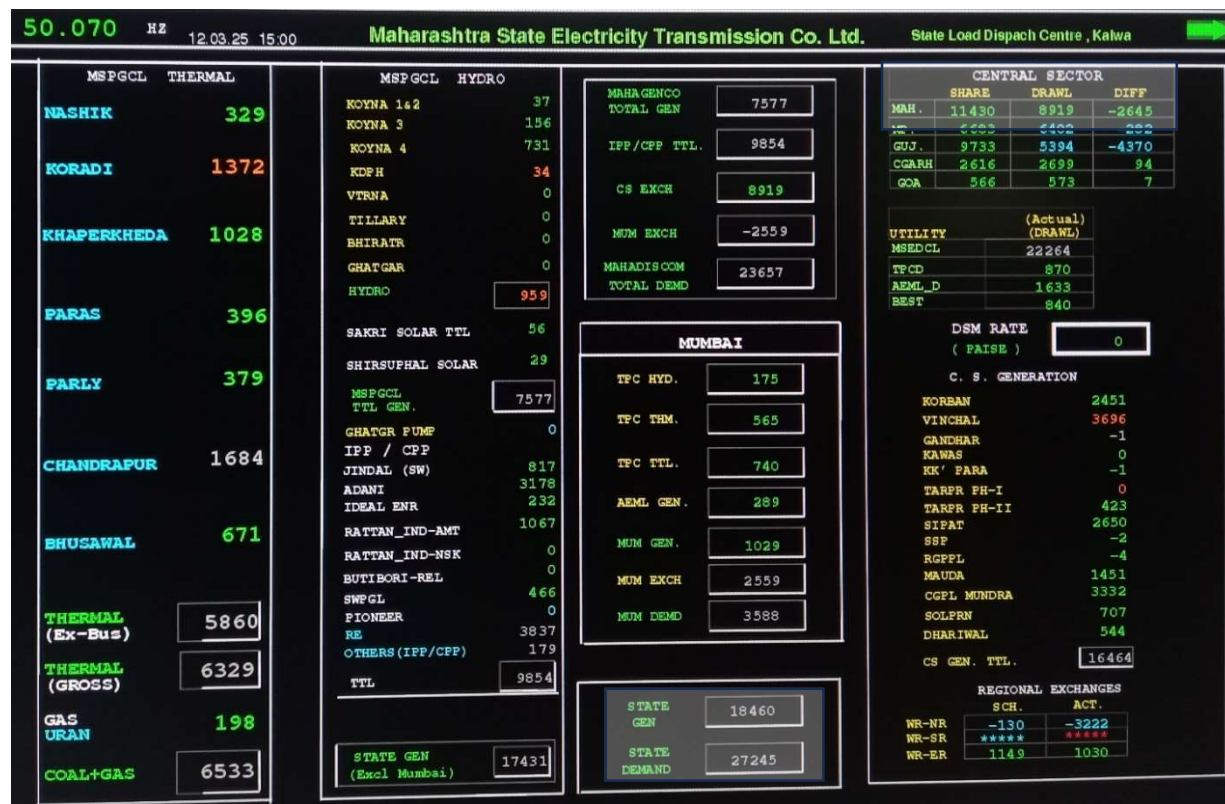 50.070 HZ 12.03.25 15:00 Maharashtra State Electricity Transmission Co. Ltd. State Load Dispach Centre , Kalwa
MSPGCL THERMAL
NASHIK 329
KORADI 1372
KHAPERKHEDA 1028
PARAS 396
PARLY 379
CHANDRAPUR 1684
BHUSAWAL 671
THERMAL (Ex-Bus) 5860
THERMAL (GROSS) 6329
GAS URAN 198
COAL+GAS 6533
MSPGCL HYDRO
KOYNA 1&2 37
KOYNA 3 156
KOYNA 4 731
KDPH 34
VTRNA 0
TILLARY 0
BHIRATR 0
GHATGAR 0
HYDRO 959
SAKRI SOLAR TTL 56
SHIRSUPHAL SOLAR 29
MSPGCL TTL GEN. 7577
GHATGR PUMP 0
IPP / CPP
JINDAL (SW) 817
ADANI 3178
IDEAL ENR 232
RATTAN_IND-AMT 1067
RATTAN_IND-NSK 0
BUTIBORI-REL 0
SWPGL 466
PIONEER 0
RE 3837
OTHERS(IPP/CPP) 179
TTL 9854
STATE GEN (Excl Mumbai) 17431
MAHAGENCO TOTAL GEN 7577
IPP/CPP TTL. 9854
CS EXCH 8919
MUM EXCH -2559
MAHADISCOM TOTAL DEMD 23657
MUMBAI
TPC HYD. 175
TPC THM. 565
TPC TTL. 740
AEML GEN. 289
MUM GEN. 1029
MUM EXCH 2559
MUM DEMD 3588
STATE GEN 18460
STATE DEMAND 27245
CENTRAL SECTOR
SHARE DRAWL DIFF
MAH. 11430 8919 -2645
MP. 6683 6402 -282
GUJ. 9733 5394 -4370
CGARH 2616 2699 94
GOA 566 573 7
UTILITY (Actual) (DRAWL)
MSEDCL 22264
TPCD 870
AEML_D 1633
BEST 840
DSM RATE ( PAISE ) 0
C. S. GENERATION
KORBAN 2451
VINCHAL 3696
GANDHAR -1
KAWAS 0
KK' PARA -1
TARPR PH-I 0
TARPR PH-II 423
SIPAT 2650
SSP -2
RGPPL -4
MAUDA 1451
CGPL MUNDRA 3332
SOLPRN 707
DHARIWAL 544
CS GEN. TTL. 16464
REGIONAL EXCHANGES
SCH. ACT.
WR-NR -130 -3222
WR-SR ***** *****
WR-ER 1149 1030